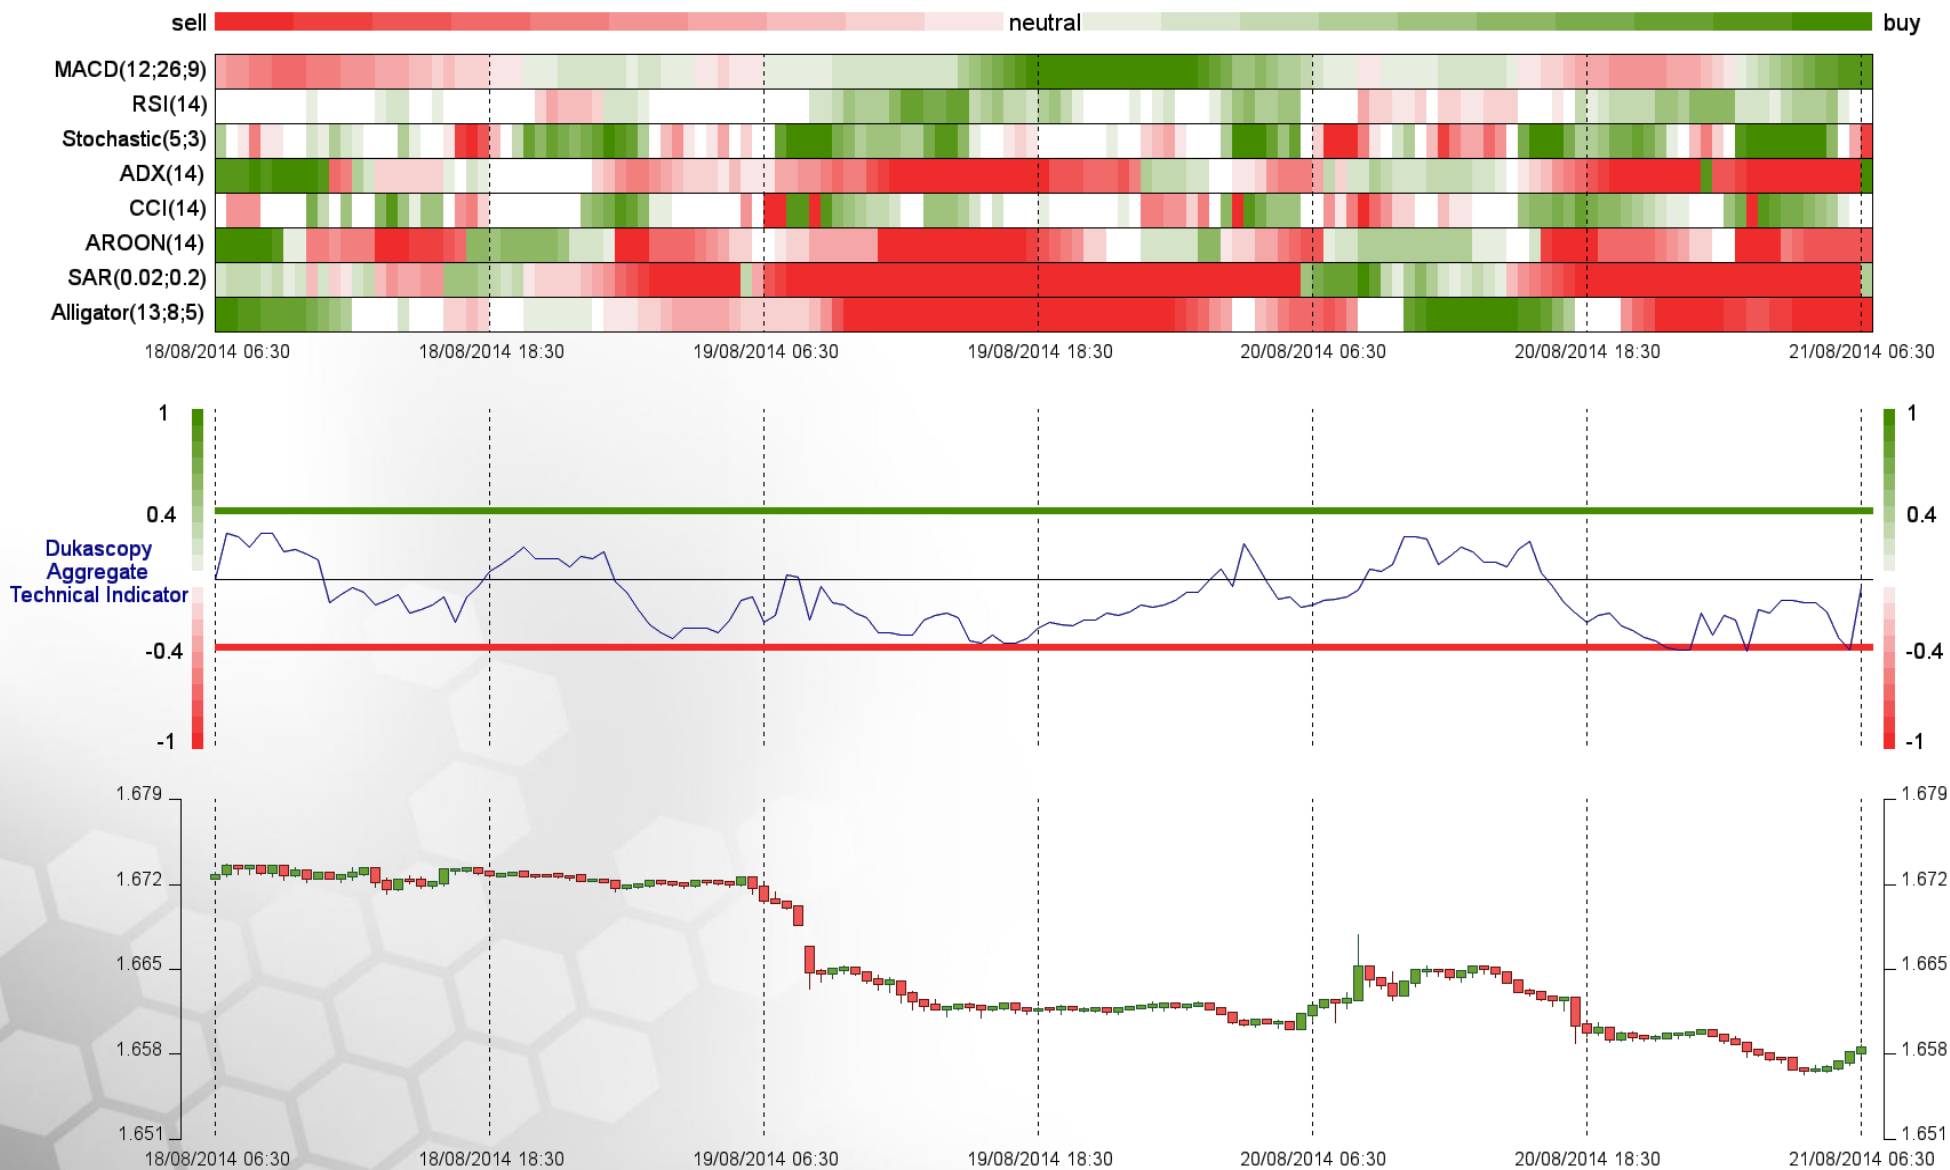 sell neutral buy
MACD(12;26;9)
RSI(14)
Stochastic(5;3)
ADX(14)
CCI(14)
AROON(14)
SAR(0.02;0.2)
Alligator(13;8;5)
18/08/2014 06:30 18/08/2014 18:30 19/08/2014 06:30 19/08/2014 18:30 20/08/2014 06:30 20/08/2014 18:30 21/08/2014 06:30
1 1
0.4 0.4
Dukascopy
Aggregate
Technical Indicator
-0.4 -0.4
-1 -1
1.679 1.679
1.672 1.672
1.665 1.665
1.658 1.658
1.651 1.651
18/08/2014 06:30 18/08/2014 18:30 19/08/2014 06:30 19/08/2014 18:30 20/08/2014 06:30 20/08/2014 18:30 21/08/2014 06:30